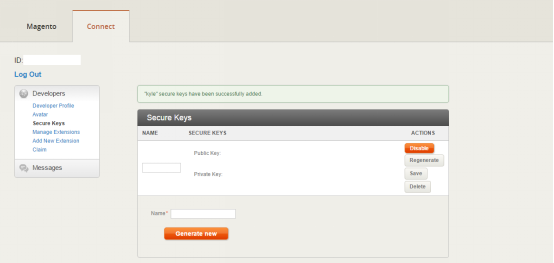 Magento
Connect
ID:
Log Out
Developers
Developer Profile
Avatar
Secure Keys
Manage Extensions
Add New Extension
Claim
Messages
"kyle" secure keys have been successfully added.
Secure Keys
NAME SECURE KEYS ACTIONS
Public Key:
Private Key:
Disable
Regenerate
Save
Delete
Name*
Generate new